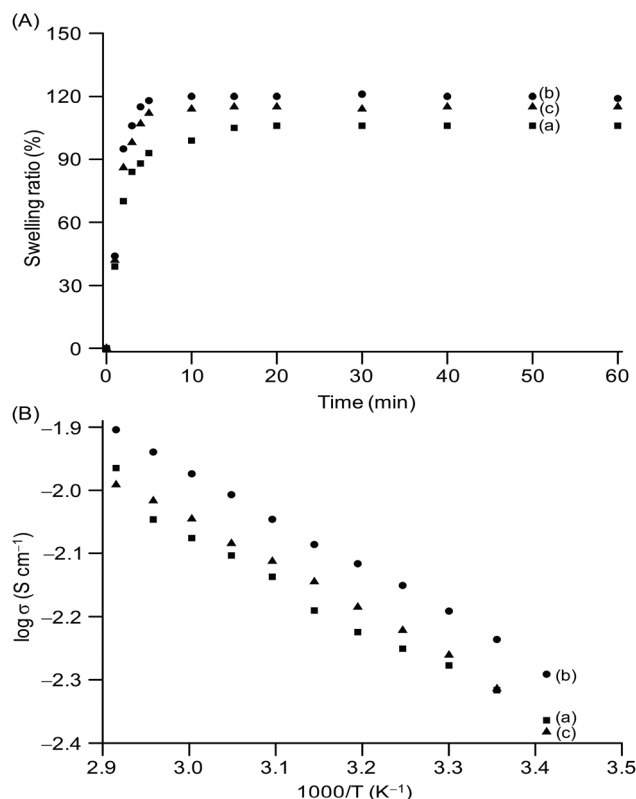 (A)
150
120
90
60
30
0
Swelling ratio (%)
(b)
(c)
(a)
0 10 20 30 40 50 60
Time (min)
(B)
−1.9
−2.0
−2.1
−2.2
−2.3
−2.4
log σ (S cm⁻¹)
(b)
(a)
(c)
2.9 3.0 3.1 3.2 3.3 3.4 3.5
1000/T (K⁻¹)